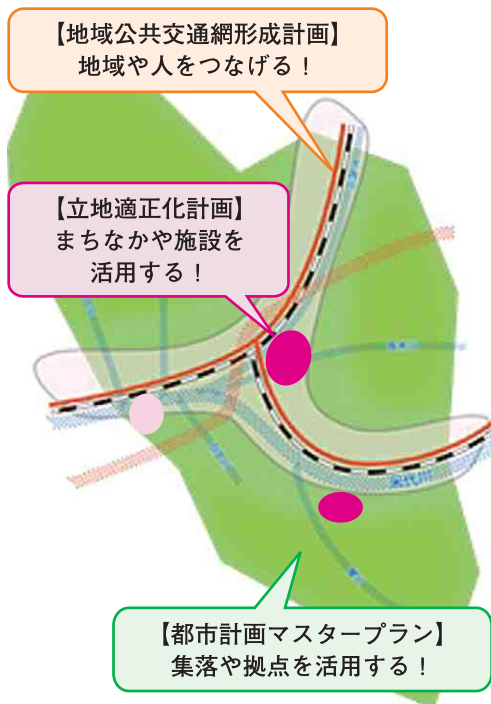 【地域公共交通網形成計画】
地域や人をつなげる！
【立地適正化計画】
まちなかや施設を
活用する！
【都市計画マスタープラン】
集落や拠点を活用する！